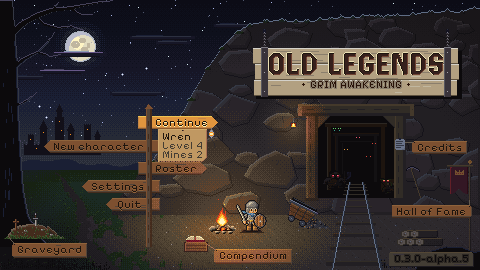 OLD LEGENDS
• GRIM AWAKENING •
Continue
Wren
Level 4
Mines 2
New character
Roster
Credits
Settings
Quit
Hall of Fame
Graveyard
Compendium
0.3.0-alpha.5